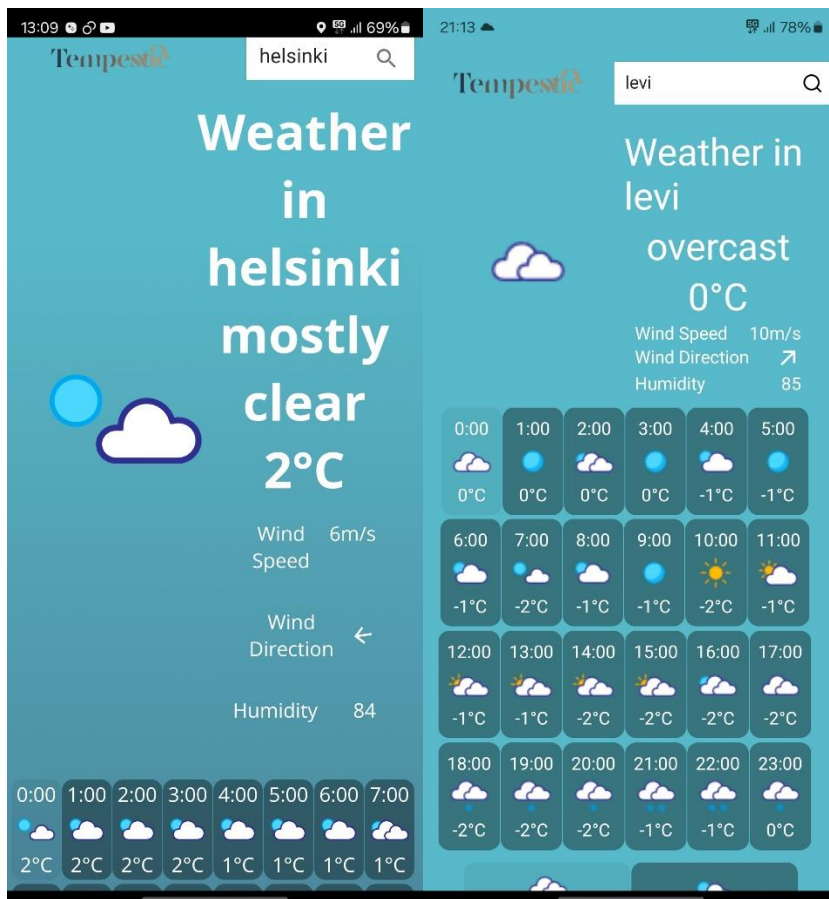 13:09 5G 69%
Tempestic
helsinki
Weather
in
helsinki
mostly
clear
2°C
Wind 6m/s
Speed
Wind
Direction ←
Humidity 84
0:00 1:00 2:00 3:00 4:00 5:00 6:00 7:00
2°C 2°C 2°C 2°C 1°C 1°C 1°C 1°C
21:13 5G 78%
Tempestic
levi
Weather in
levi
overcast
0°C
Wind Speed 10m/s
Wind Direction ↗
Humidity 85
0:00 1:00 2:00 3:00 4:00 5:00
0°C 0°C 0°C 0°C -1°C -1°C
6:00 7:00 8:00 9:00 10:00 11:00
-1°C -2°C -1°C -1°C -2°C -1°C
12:00 13:00 14:00 15:00 16:00 17:00
-1°C -1°C -2°C -2°C -2°C -2°C
18:00 19:00 20:00 21:00 22:00 23:00
-2°C -2°C -2°C -1°C -1°C 0°C